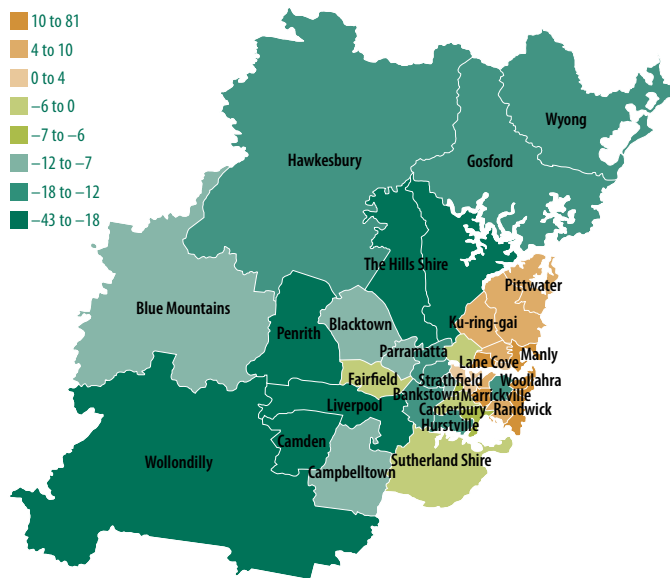 10 to 81
4 to 10
0 to 4
–6 to 0
–7 to –6
–12 to –7
–18 to –12
–43 to –18
Wyong
Hawkesbury
Gosford
The Hills Shire
Pittwater
Blue Mountains
Ku-ring-gai
Blacktown
Penrith
Parramatta
Manly
Lane Cove
Fairfield
Strathfield
Woollahra
Bankstown
Marrickville
Liverpool
Canterbury
Randwick
Hurstville
Camden
Wollondilly
Campbelltown
Sutherland Shire